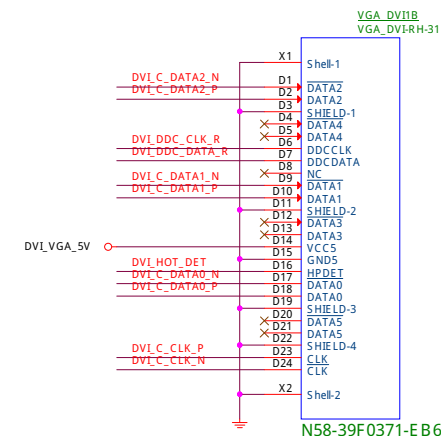 VGA_DVI1B
VGA_DVI-RH-31
X1
Shell-1
DVI_C_DATA2_N
D1
DATA2
DVI_C_DATA2_P
D2
DATA2
D3
SHIELD-1
D4
DATA4
D5
DATA4
DVI_DDC_CLK_R
D6
DDCCLK
DVI_DDC_DATA_R
D7
DDCDATA
D8
NC
DVI_C_DATA1_N
D9
DATA1
DVI_C_DATA1_P
D10
DATA1
D11
SHIELD-2
D12
DATA3
D13
DATA3
DVI_VGA_5V
D14
VCC5
D15
GND5
DVI_HOT_DET
D16
HPDET
DVI_C_DATA0_N
D17
DATA0
DVI_C_DATA0_P
D18
DATA0
D19
SHIELD-3
D20
DATA5
D21
DATA5
D22
SHIELD-4
DVI_C_CLK_P
D23
CLK
DVI_C_CLK_N
D24
CLK
X2
Shell-2
N58-39F0371-EB6